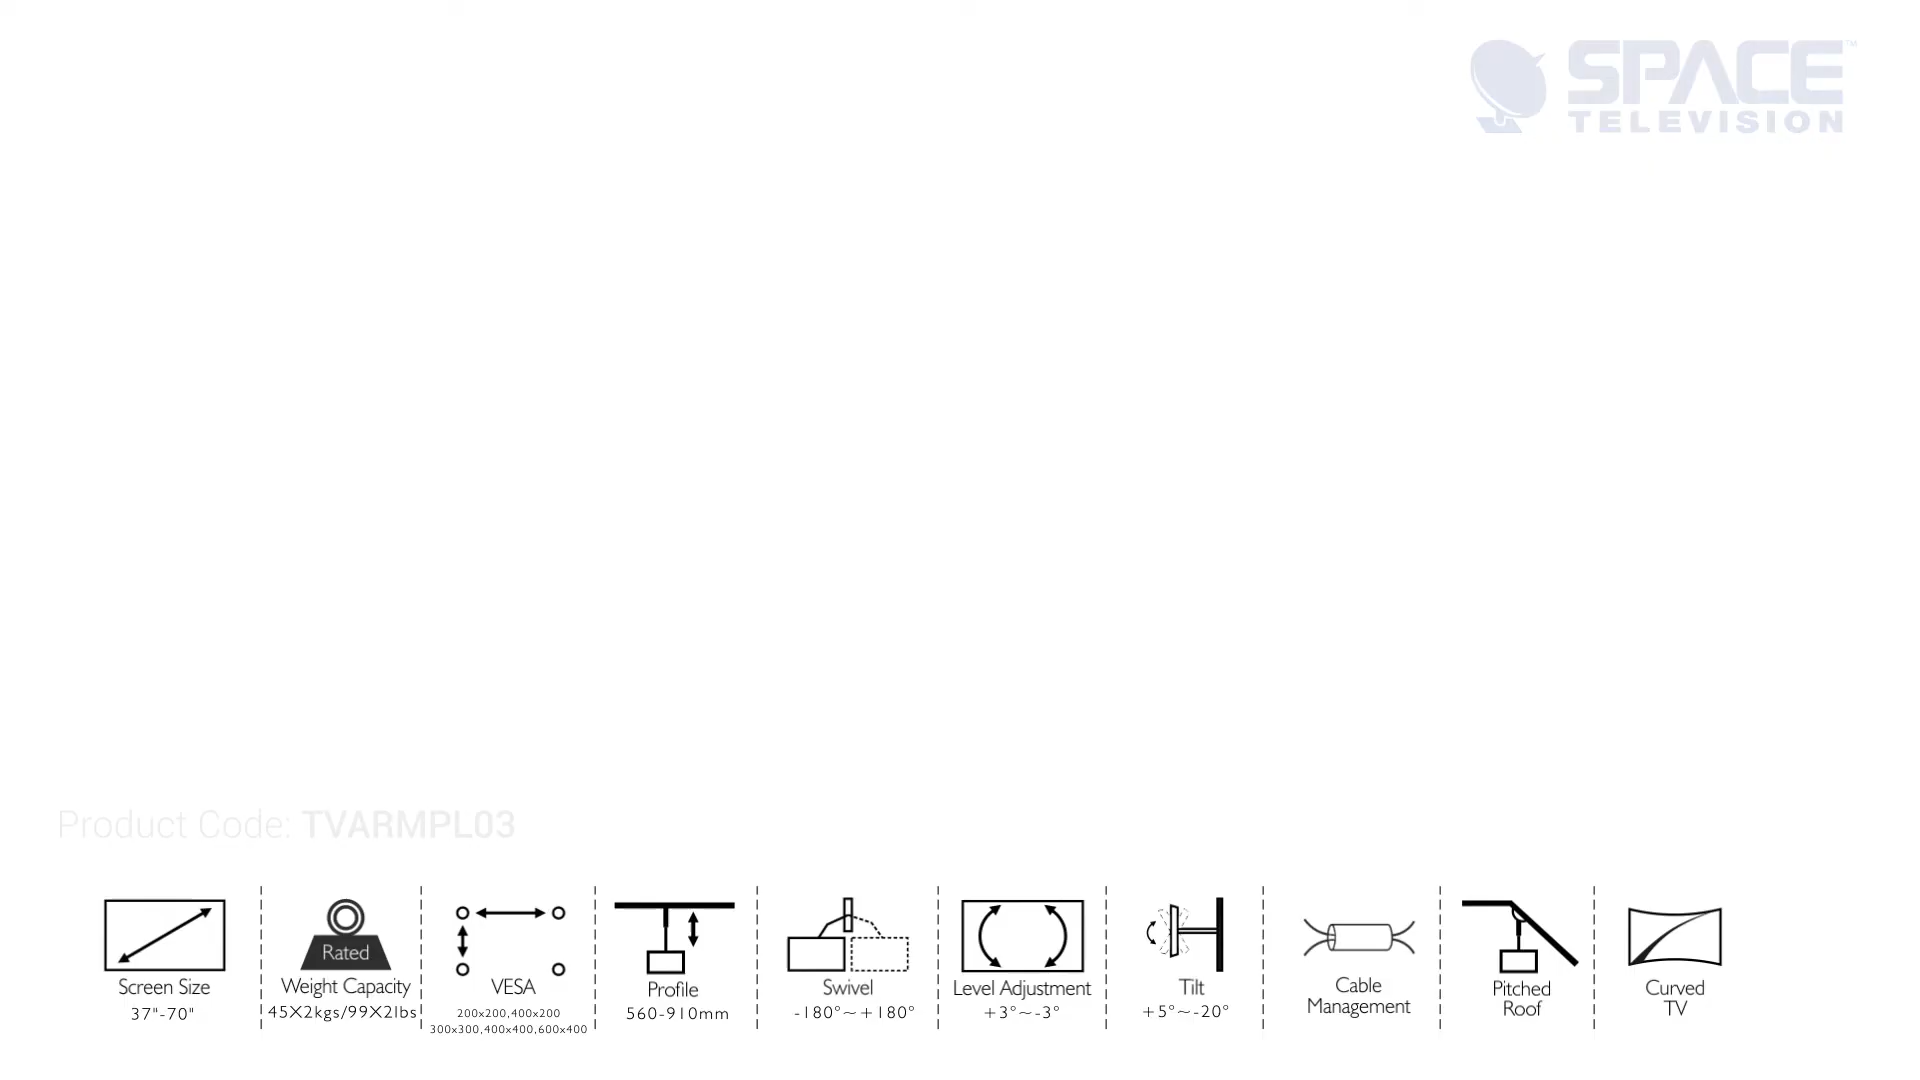 SPACE™
TELEVISION
Product Code: TVARMPL03
Rated
Screen Size
37"-70"
Weight Capacity
45X2kgs/99X2lbs
VESA
200x200,400x200
300x300,400x400,600x400
Profile
560-910mm
Swivel
-180°~+180°
Level Adjustment
+3°~-3°
Tilt
+5°~-20°
Cable
Management
Pitched
Roof
Curved
TV